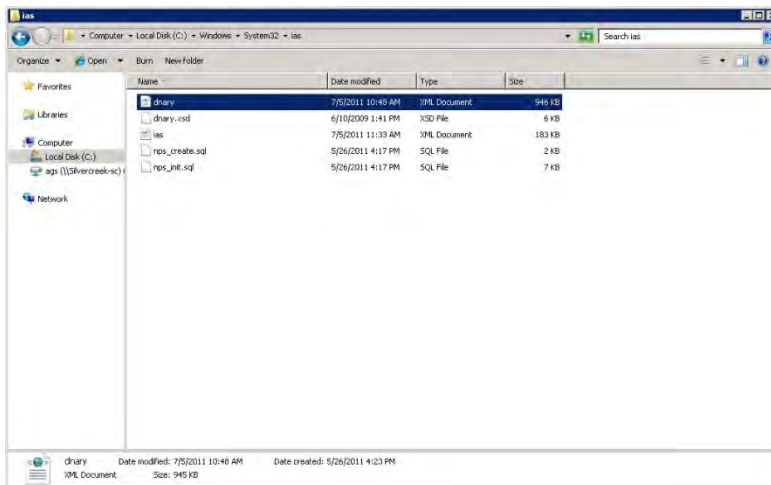 ias
Computer Local Disk (C:) Windows System32 ias Search ias
Organize Open Burn New folder
Name Date modified Type Size
Favorites
Libraries
Computer
Local Disk (C:)
ags (\\Silvercreek-sc)
Network
dnary 7/5/2011 10:48 AM XML Document 946 KB
dnary.xsd 6/10/2009 1:41 PM XSD File 6 KB
ias 7/5/2011 11:33 AM XML Document 183 KB
nps_create.sql 5/26/2011 4:17 PM SQL File 2 KB
nps_init.sql 5/26/2011 4:17 PM SQL File 7 KB
dnary Date modified: 7/5/2011 10:48 AM Date created: 5/26/2011 4:23 PM
XML Document Size: 945 KB